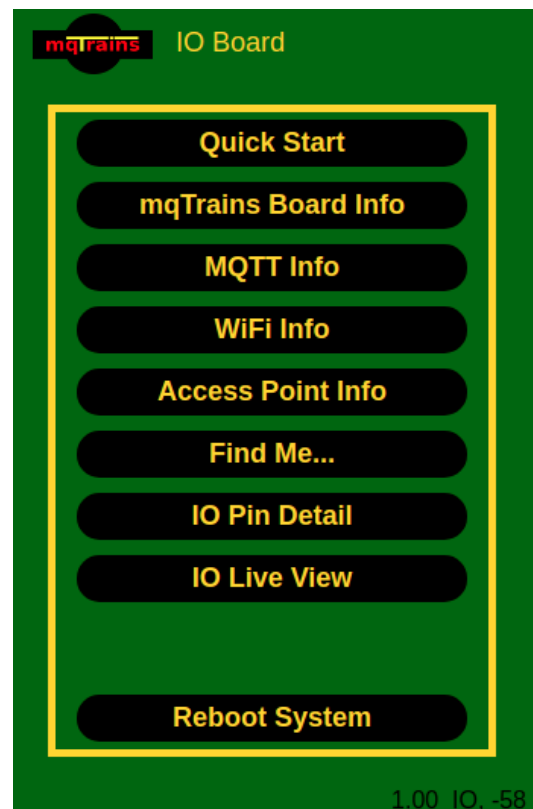 mqTrains IO Board
Quick Start
mqTrains Board Info
MQTT Info
WiFi Info
Access Point Info
Find Me...
IO Pin Detail
IO Live View
Reboot System
1.00 IO, -58